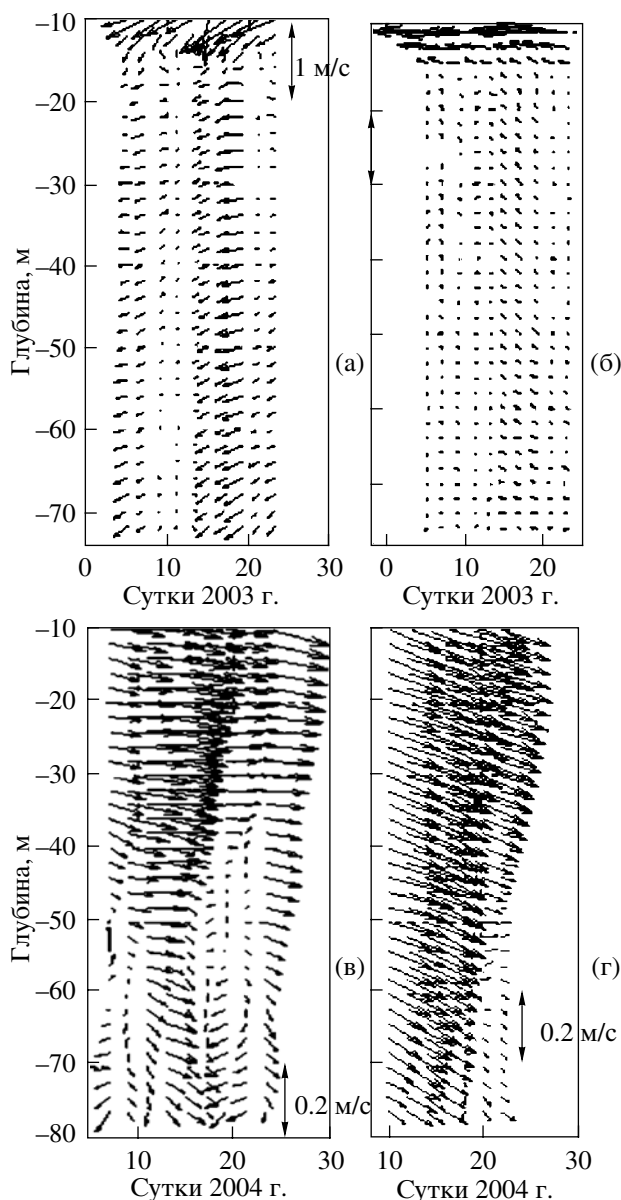 –10
–20
–30
–40
–50
–60
–70
Глубина, м
1 м/с
(а)
(б)
0 10 20 30
0 10 20
Сутки 2003 г.
Сутки 2003 г.
–10
–20
–30
–40
–50
–60
–70
–80
Глубина, м
(в)
(г)
0.2 м/с
0.2 м/с
10 20 30
10 20 30
Сутки 2004 г.
Сутки 2004 г.